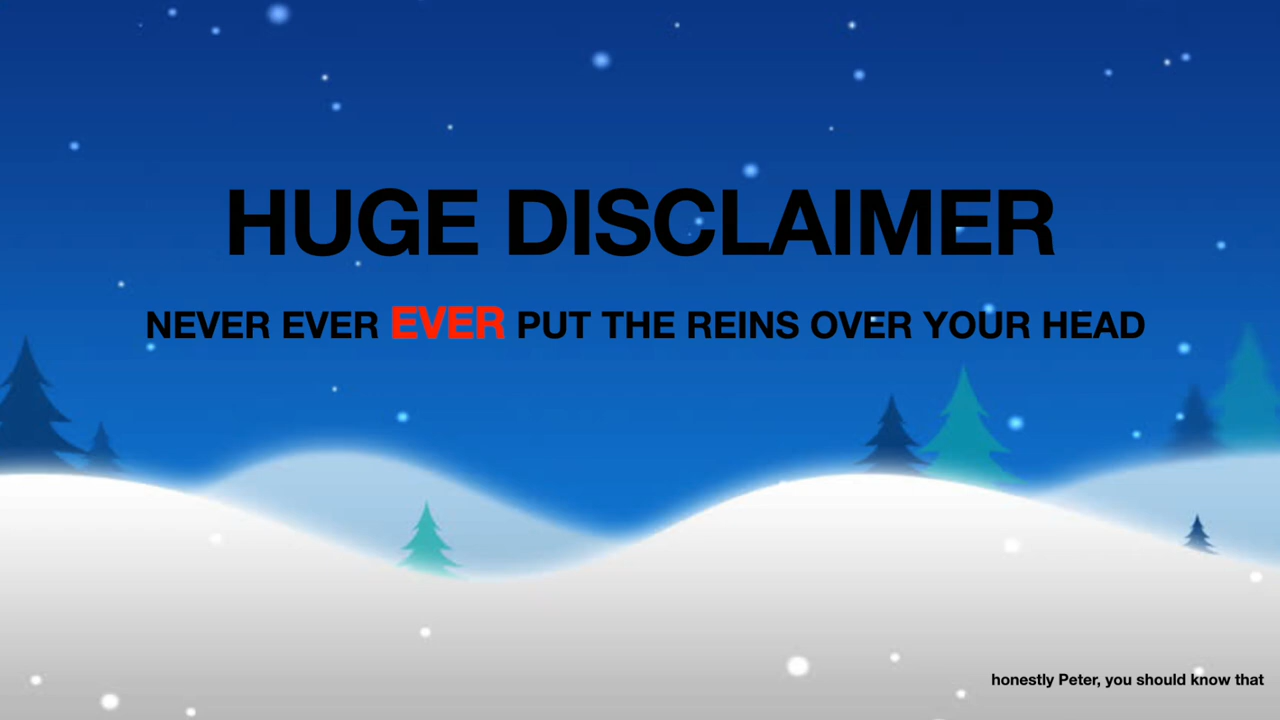 HUGE DISCLAIMER
NEVER EVER EVER PUT THE REINS OVER YOUR HEAD
honestly Peter, you should know that